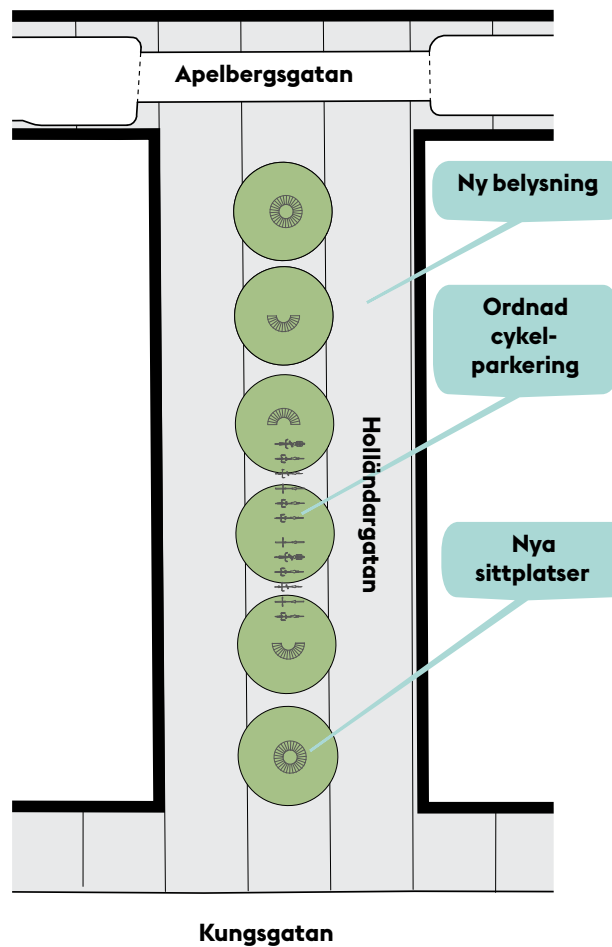 Apelbergsgatan
Ny belysning
Ordnad
cykel-
parkering
Holländargatan
Nya
sittplatser
Kungsgatan